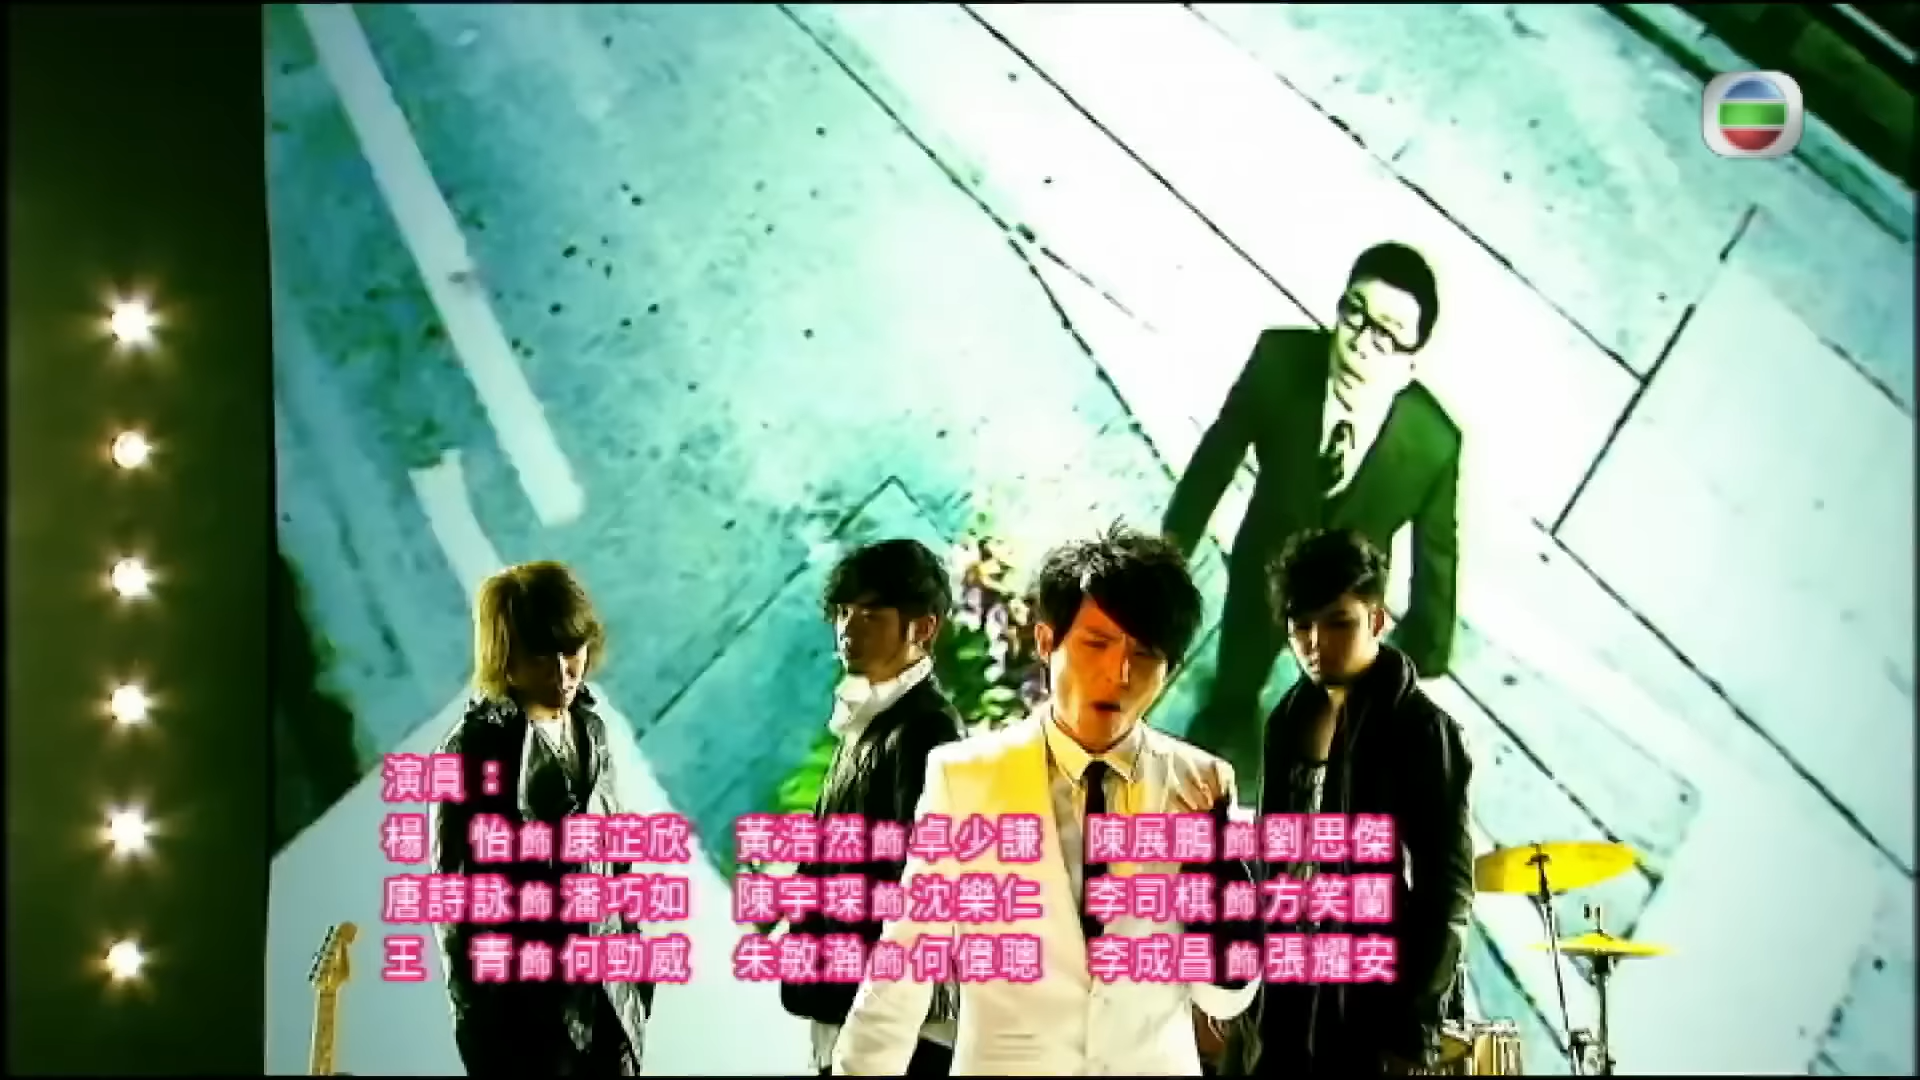 演員：
楊　怡飾康芷欣　黃浩然飾卓少謙　陳展鵬飾劉思傑
唐詩詠飾潘巧如　陳宇琛飾沈樂仁　李司棋飾方笑蘭
王　青飾何勁威　朱敏瀚飾何偉聰　李成昌飾張耀安